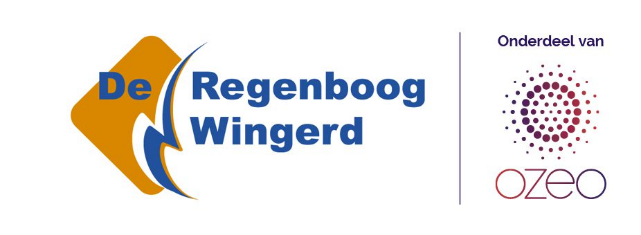 De Regenboog
Wingerd
Onderdeel van
ozeo